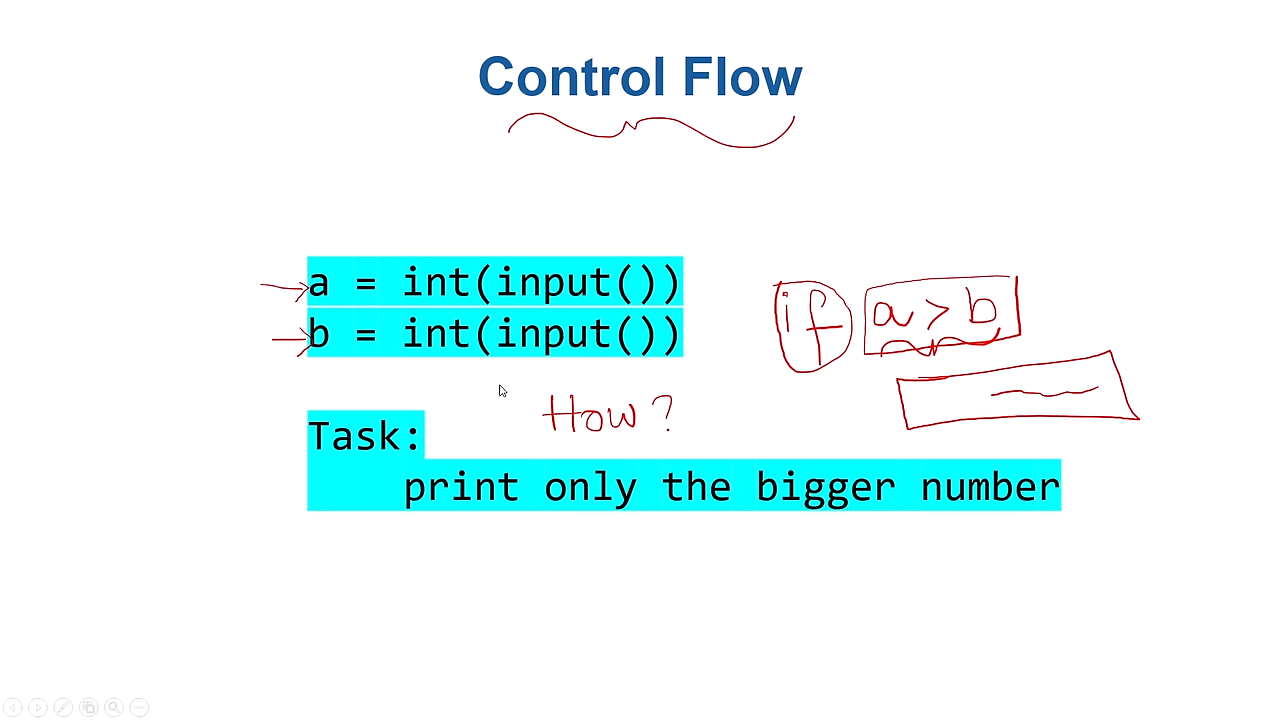 Control Flow
a = int(input())
b = int(input())
if a > b
How?
Task:
print only the bigger number